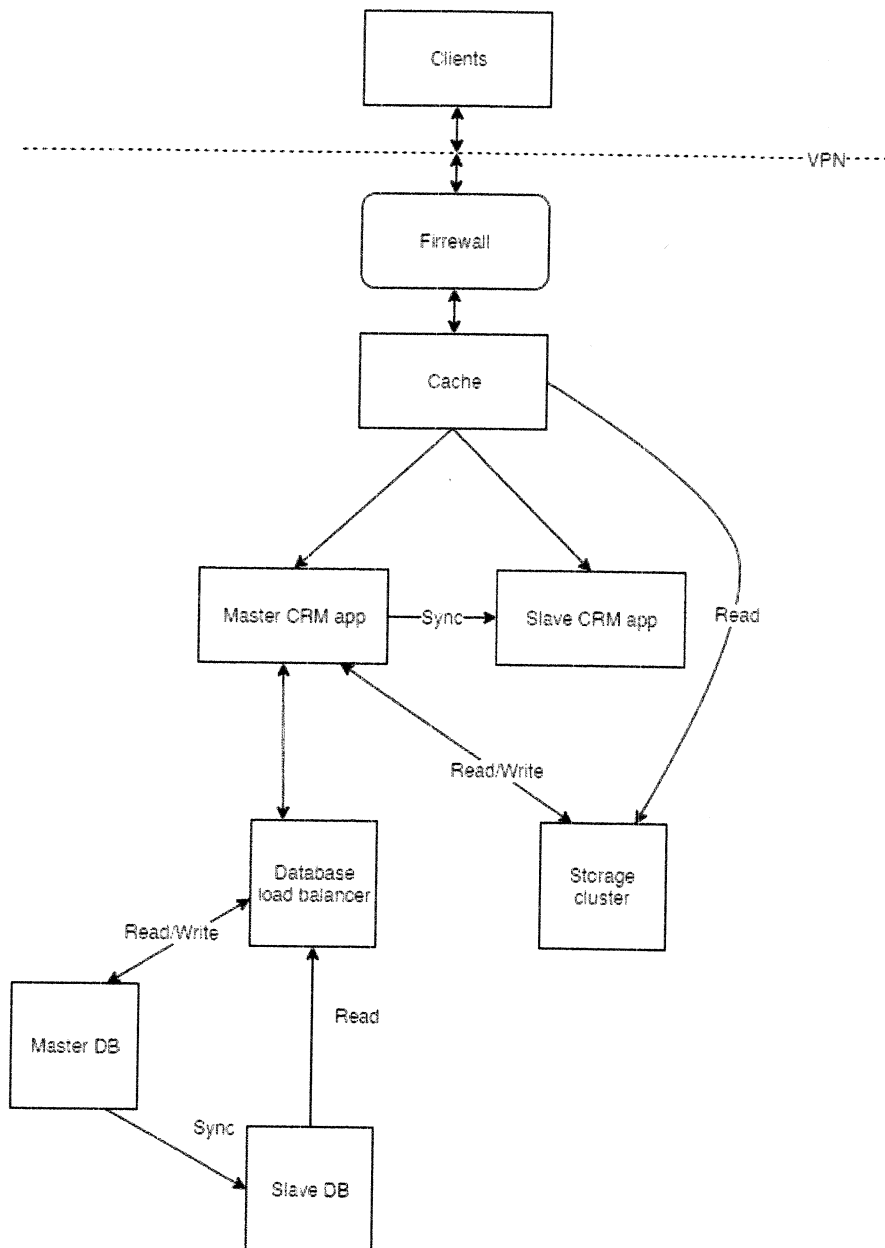 Clients
VPN
Firrewall
Cache
Master CRM app
Sync
Slave CRM app
Read
Read/Write
Database
load balancer
Storage
cluster
Read/Write
Read
Master DB
Sync
Slave DB